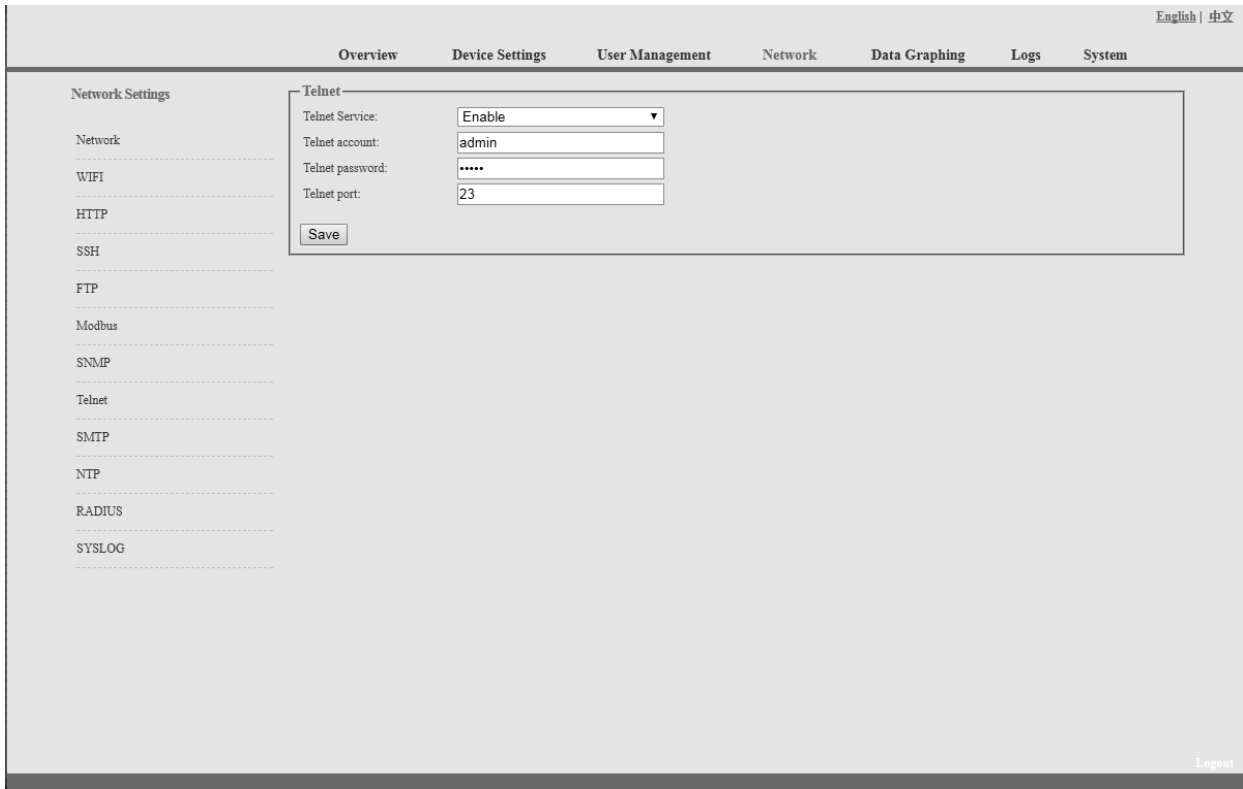 English | 中文
Overview Device Settings User Management Network Data Graphing Logs System
Network Settings
Network
WIFI
HTTP
SSH
FTP
Modbus
SNMP
Telnet
SMTP
NTP
RADIUS
SYSLOG
Telnet
Telnet Service: Enable
Telnet account: admin
Telnet password: •••••
Telnet port: 23
Save
Logout